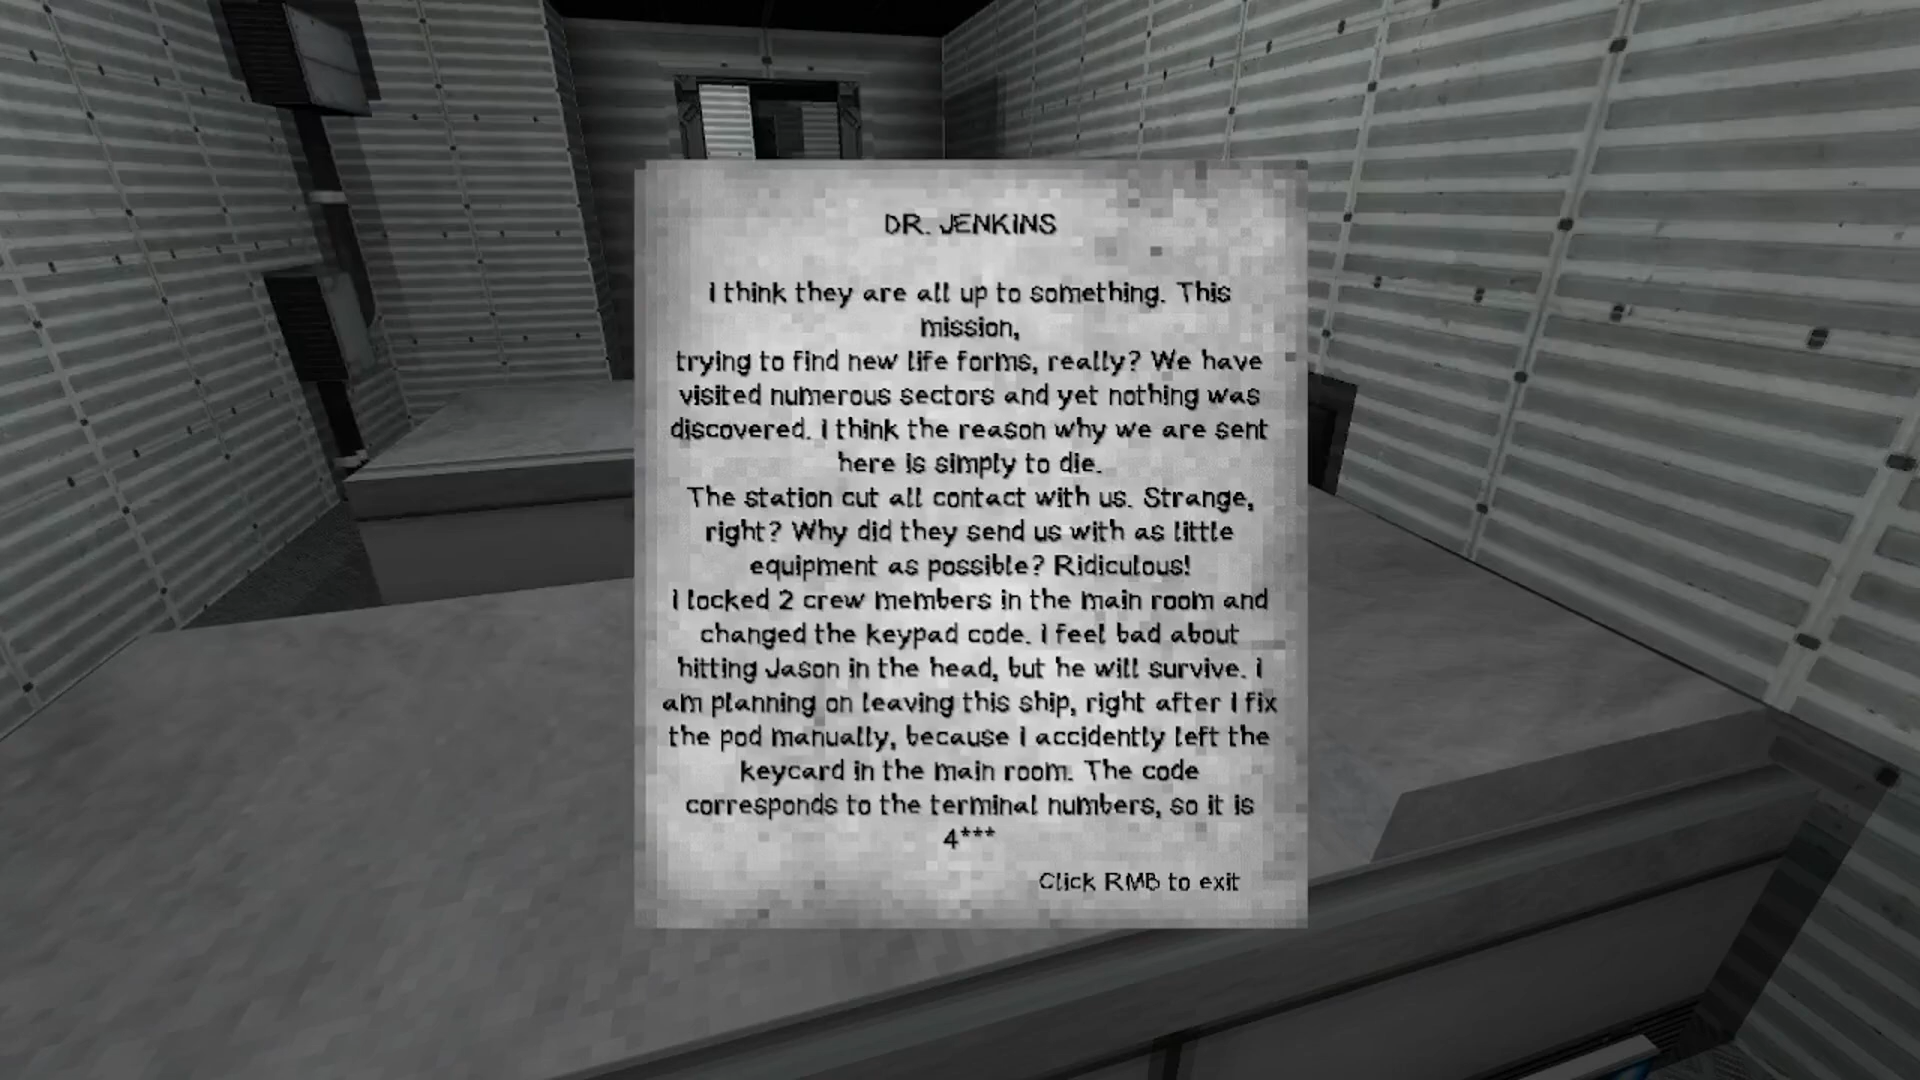 DR. JENKINS
I think they are all up to something. This
mission,
trying to find new life forms, really? We have
visited numerous sectors and yet nothing was
discovered. I think the reason why we are sent
here is simply to die.
The station cut all contact with us. Strange,
right? Why did they send us with as little
equipment as possible? Ridiculous!
I locked 2 crew members in the main room and
changed the keypad code. I feel bad about
hitting Jason in the head, but he will survive. I
am planning on leaving this ship, right after I fix
the pod manually, because I accidently left the
keycard in the main room. The code
corresponds to the terminal numbers, so it is
4***
Click RMB to exit